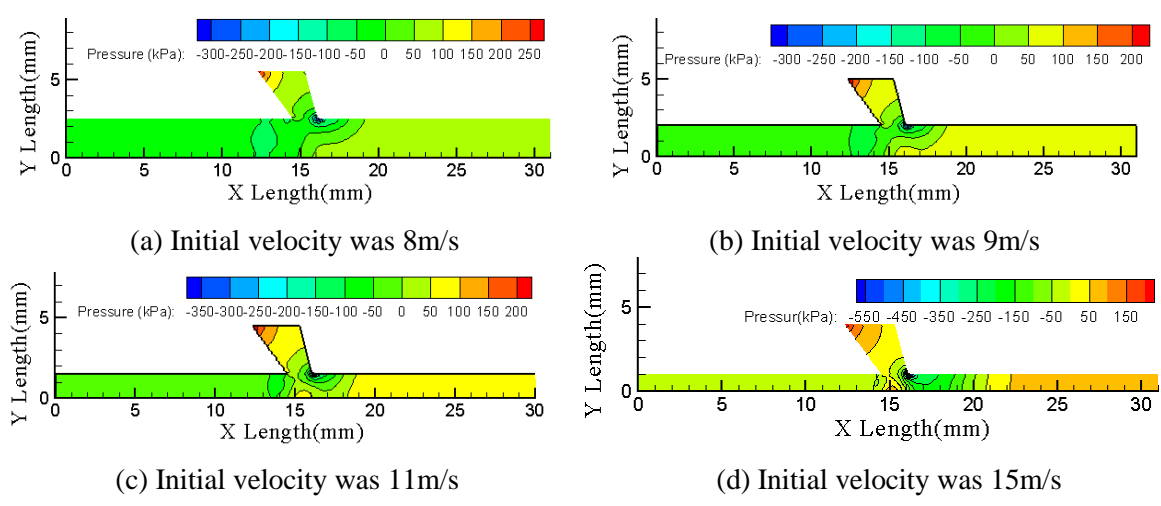 Pressure (kPa): -300-250-200-150-100 -50 0 50 100 150 200 250
Y Length(mm)
5
0
0 5 10 15 20 25 30
X Length(mm)
(a) Initial velocity was 8m/s
Pressure (kPa): -300 -250 -200 -150 -100 -50 0 50 100 150 200
Y Length(mm)
5
0
0 5 10 15 20 25 30
X Length(mm)
(b) Initial velocity was 9m/s
Pressure (kPa): -350-300-250-200-150-100 -50 0 50 100 150 200
Y Length(mm)
5
0
0 5 10 15 20 25 30
X Length(mm)
(c) Initial velocity was 11m/s
Pressur(kPa): -550 -450 -350 -250 -150 -50 50 150
Y Length(mm)
5
0
0 5 10 15 20 25 30
X Length(mm)
(d) Initial velocity was 15m/s